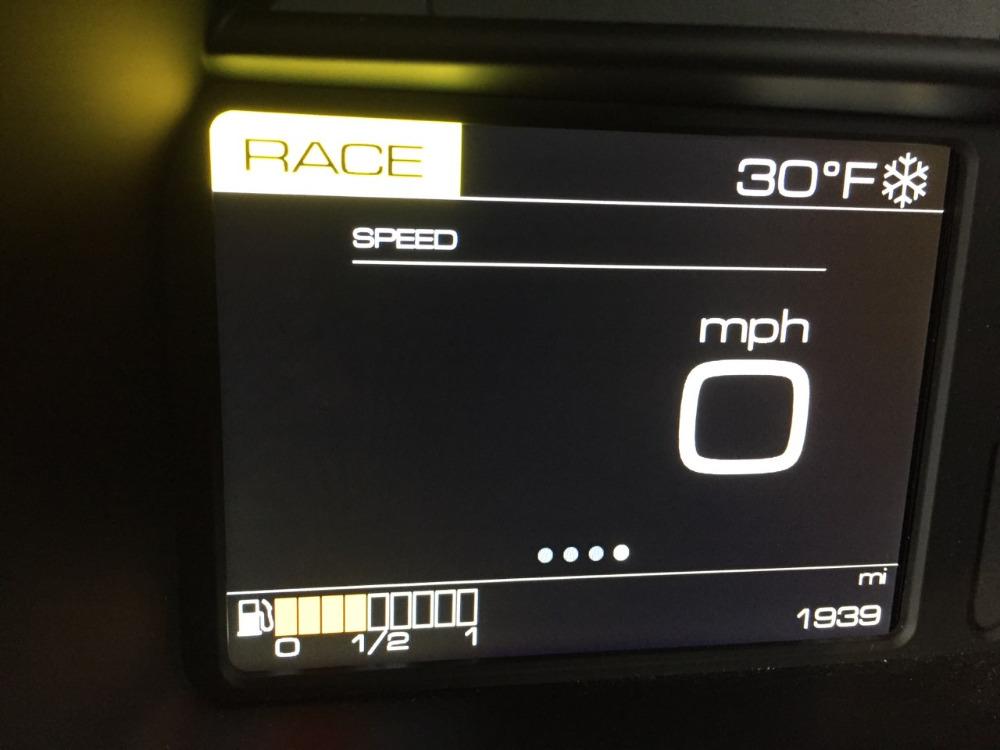 RACE
30°F
SPEED
mph
0
mi
1939
0 1/2 1